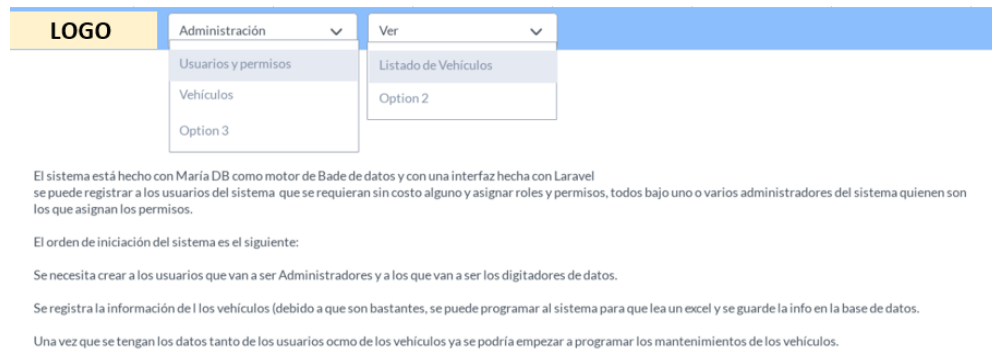 LOGO
Administración
Ver
Usuarios y permisos
Listado de Vehículos
Vehículos
Option 2
Option 3
El sistema está hecho con María DB como motor de Bade de datos y con una interfaz hecha con Laravel
se puede registrar a los usuarios del sistema que se requieran sin costo alguno y asignar roles y permisos, todos bajo uno o varios administradores del sistema quienen son
los que asignan los permisos.
El orden de iniciación del sistema es el siguiente:
Se necesita crear a los usuarios que van a ser Administradores y a los que van a ser los digitadores de datos.
Se registra la información de l los vehículos (debido a que son bastantes, se puede programar al sistema para que lea un excel y se guarde la info en la base de datos.
Una vez que se tengan los datos tanto de los usuarios ocmo de los vehículos ya se podría empezar a programar los mantenimientos de los vehículos.